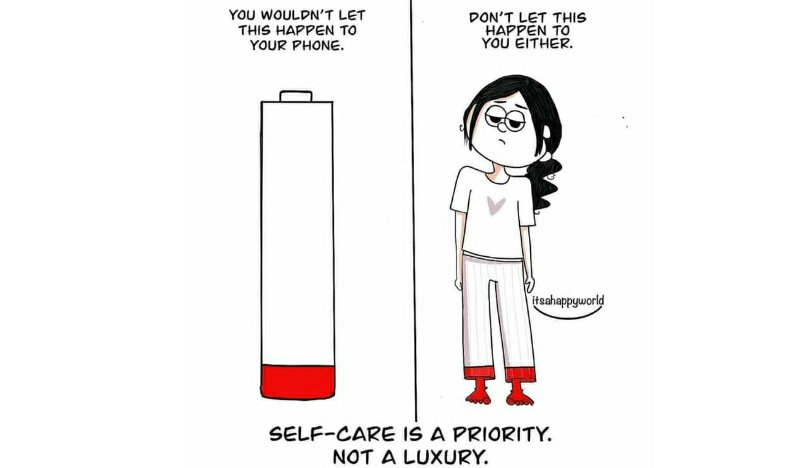 YOU WOULDN'T LET
THIS HAPPEN TO
YOUR PHONE.
DON'T LET THIS
HAPPEN TO
YOU EITHER.
itsahappyworld
SELF-CARE IS A PRIORITY.
NOT A LUXURY.